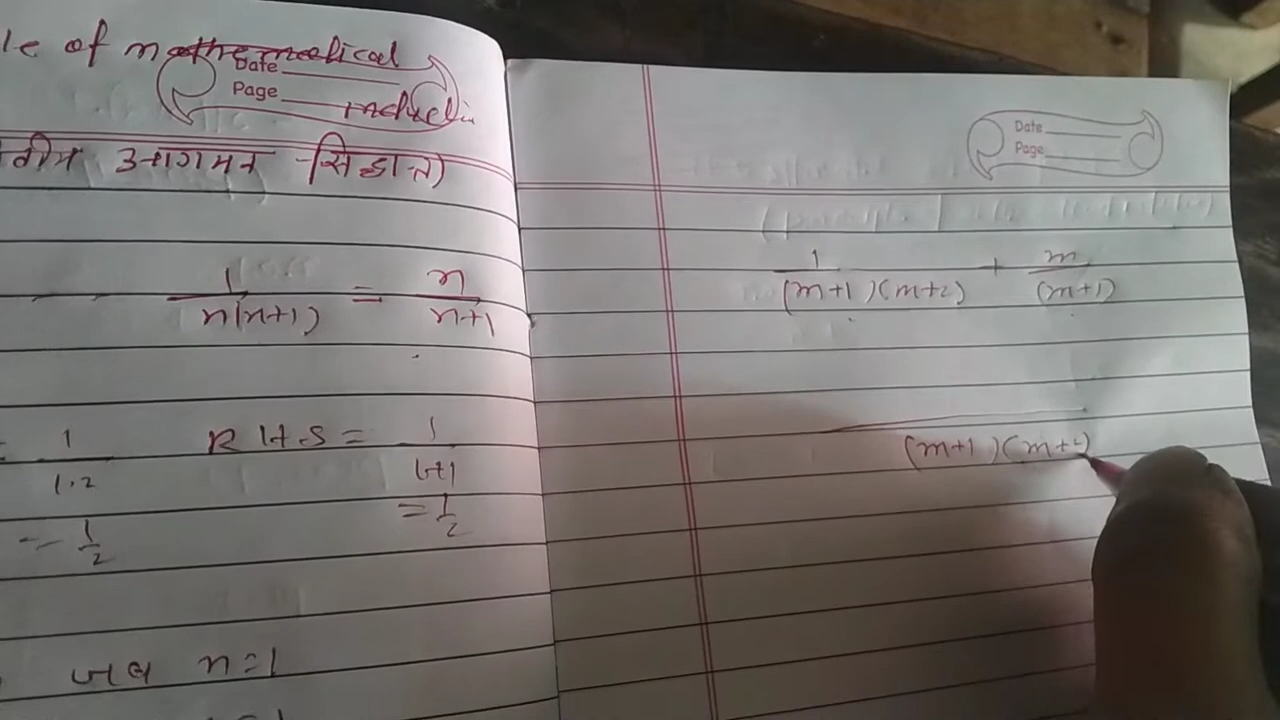 le of mathematical
Date
Page
inducti
तीय आगमन सिद्धान्त)
1/n(n+1) = n/n+1
1/1.2 RHS = 1/1+1
= 1/2 = 1/2
जब n=1
Date
Page
1/(m+1)(m+2) + m/(m+1)
(m+1)(m+2)